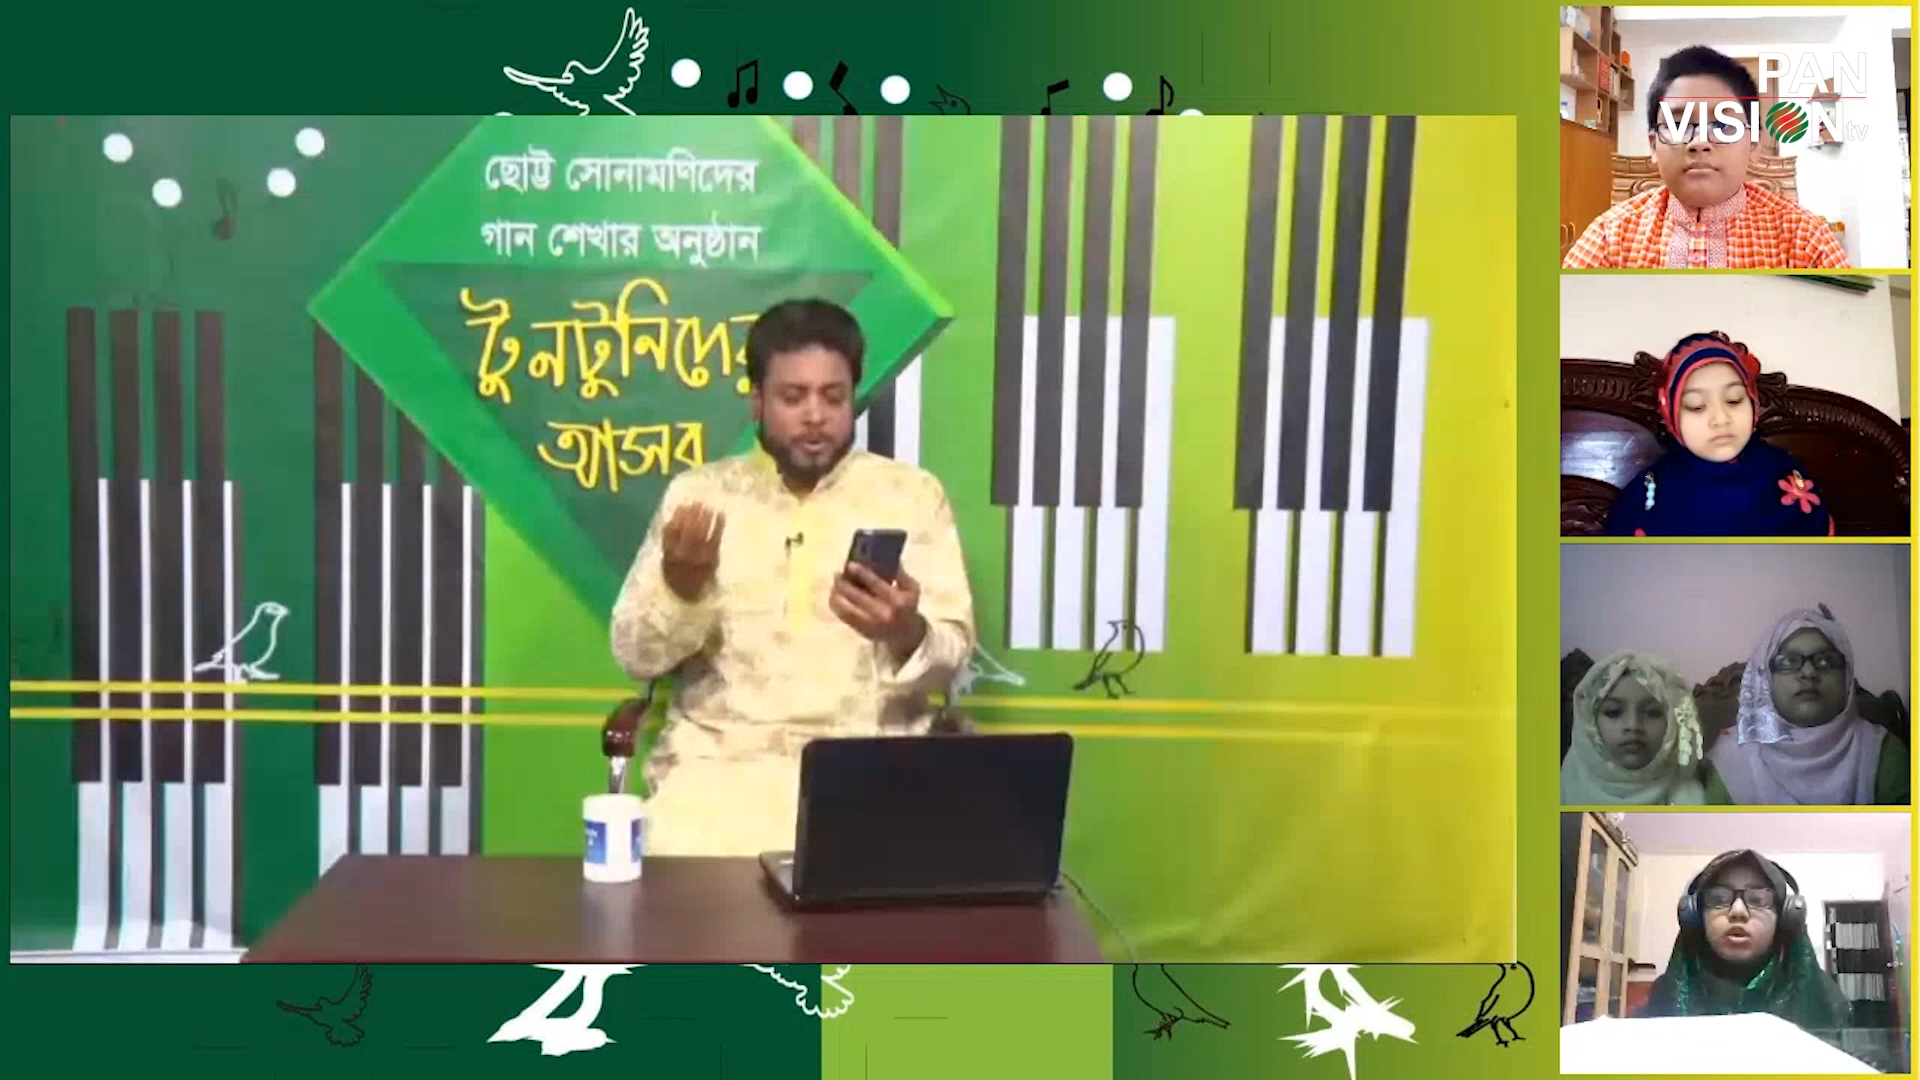 ছোট্ট সোনামণিদের
গান শেখার অনুষ্ঠান
টুনটুনিদের
আসর
PAN
VISION tv